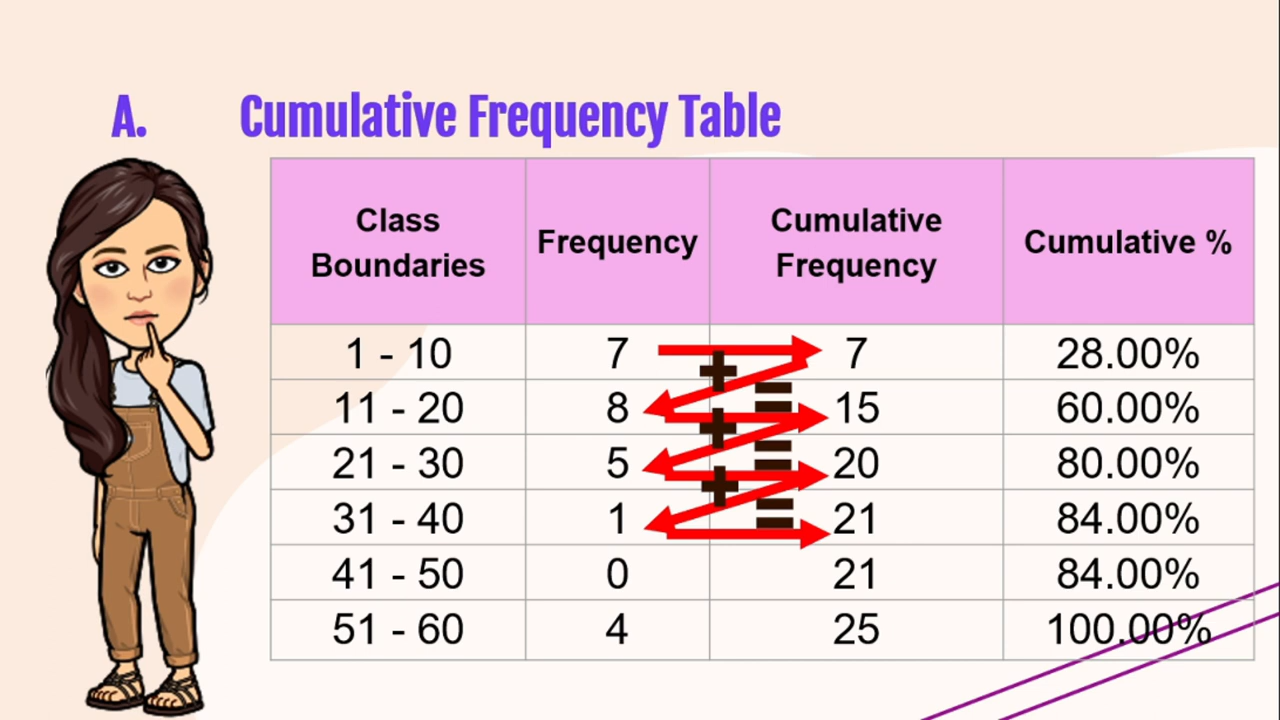 A. Cumulative Frequency Table
Class Boundaries Frequency Cumulative Frequency Cumulative %
1 - 10 7 + = 7 28.00%
11 - 20 8 + = 15 60.00%
21 - 30 5 + = 20 80.00%
31 - 40 1 21 84.00%
41 - 50 0 21 84.00%
51 - 60 4 25 100.00%